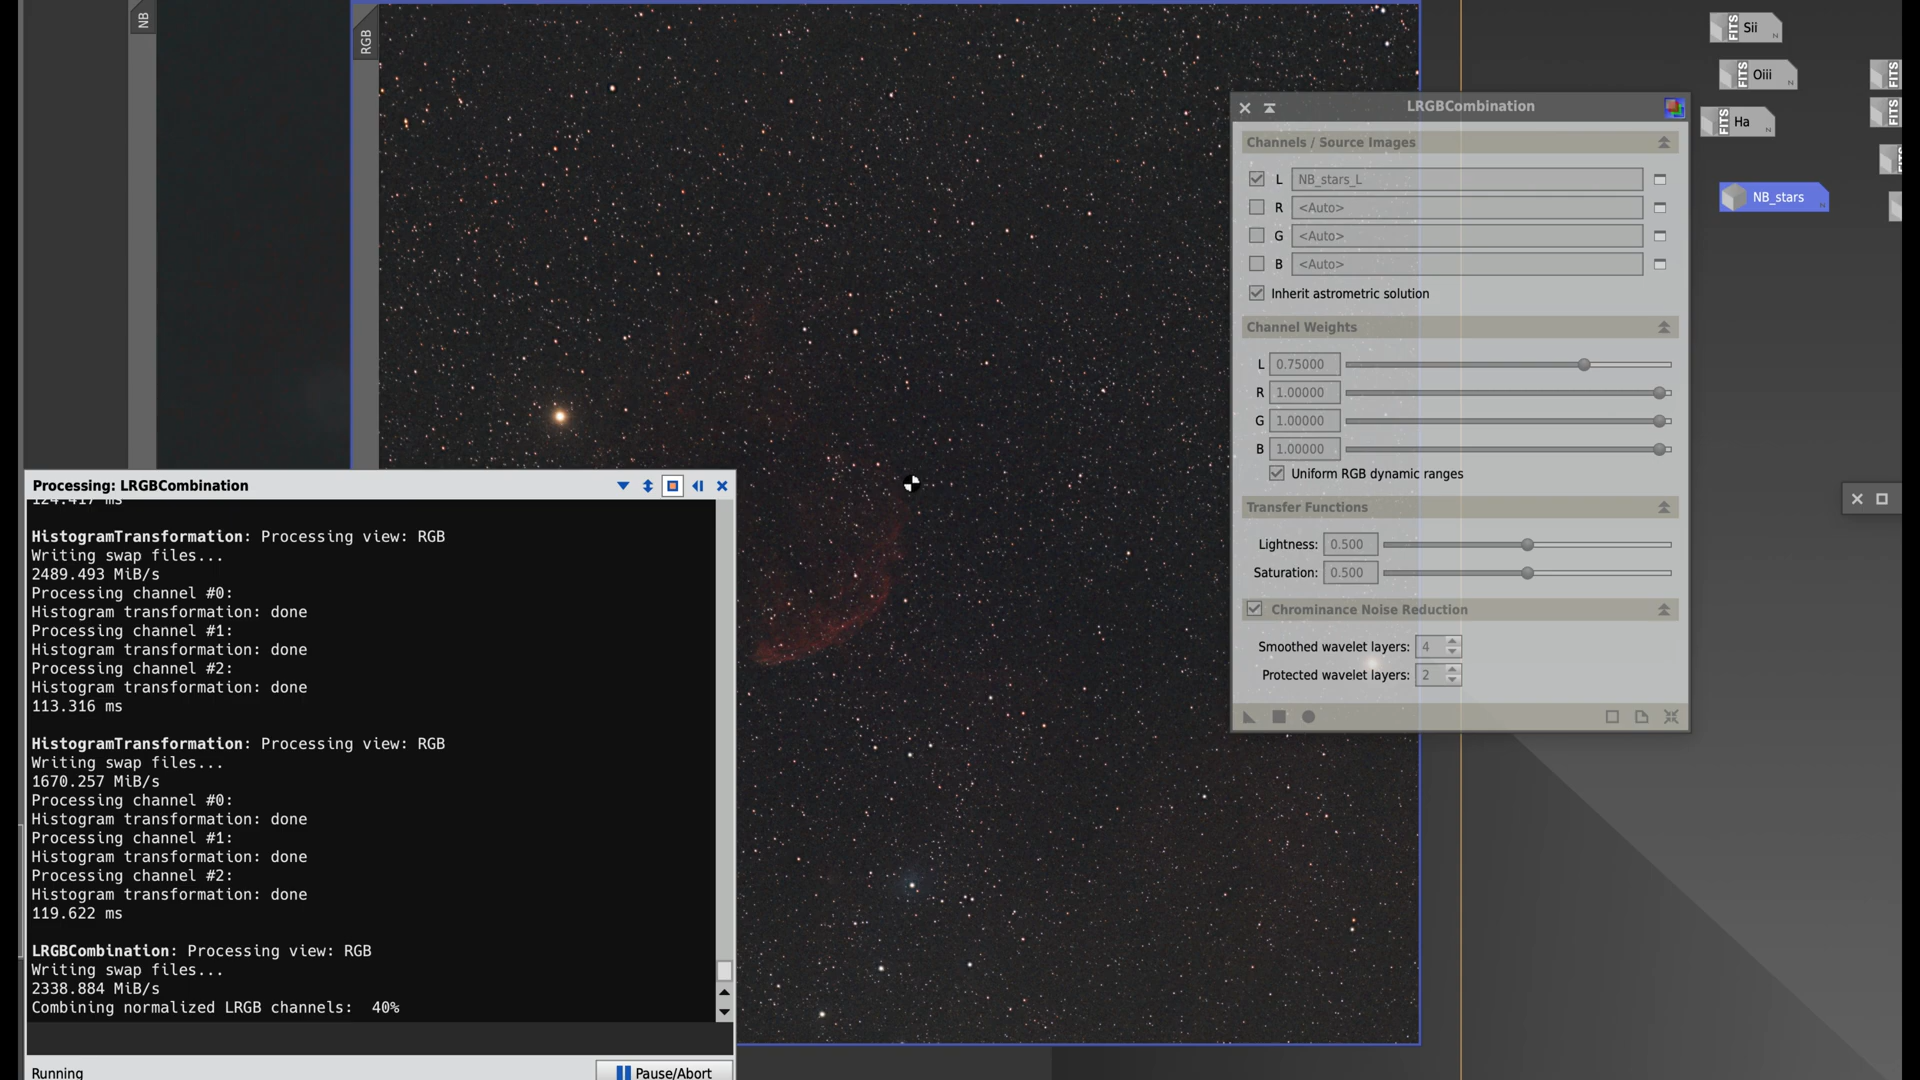 NB
RGB
Sii
FITS
Oiii
FITS
FITS
Ha
FITS
FITS
NB_stars
LRGBCombination
Channels / Source Images
L NB_stars_L
R <Auto>
G <Auto>
B <Auto>
Inherit astrometric solution
Channel Weights
L 0.75000
R 1.00000
G 1.00000
B 1.00000
Uniform RGB dynamic ranges
Transfer Functions
Lightness: 0.500
Saturation: 0.500
Chrominance Noise Reduction
Smoothed wavelet layers: 4
Protected wavelet layers: 2
Processing: LRGBCombination
124.417 ms
HistogramTransformation: Processing view: RGB
Writing swap files...
2489.493 MiB/s
Processing channel #0:
Histogram transformation: done
Processing channel #1:
Histogram transformation: done
Processing channel #2:
Histogram transformation: done
113.316 ms
HistogramTransformation: Processing view: RGB
Writing swap files...
1670.257 MiB/s
Processing channel #0:
Histogram transformation: done
Processing channel #1:
Histogram transformation: done
Processing channel #2:
Histogram transformation: done
119.622 ms
LRGBCombination: Processing view: RGB
Writing swap files...
2338.884 MiB/s
Combining normalized LRGB channels: 40%
Running
Pause/Abort